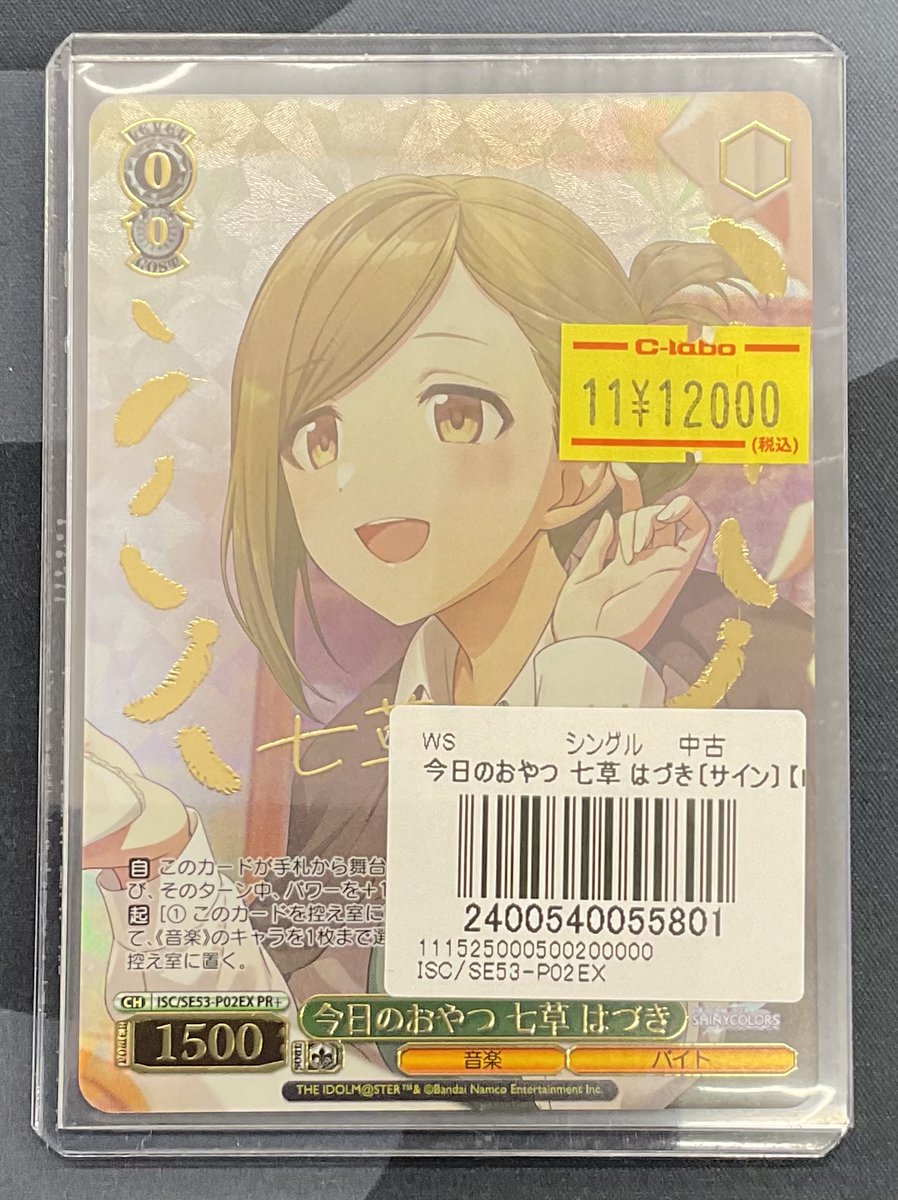 LEVEL
0
0
COST
C-labo
11¥12000
(税込)
七草
WS シングル 中古
今日のおやつ 七草 はづき〔サイン〕【
2400540055801
111525000500200000
ISC/SE53-P02EX
自 このカードが手札から舞台
び、そのターン中、パワーを+1
起 [① このカードを控え室に
て、《音楽》のキャラを1枚まで選
控え室に置く。
CH ISC/SE53-P02EX PR+
今日のおやつ 七草 はづき
SHINYCOLORS
POWER 1500
音楽 バイト
THE IDOLM@STER™& ©Bandai Namco Entertainment Inc.